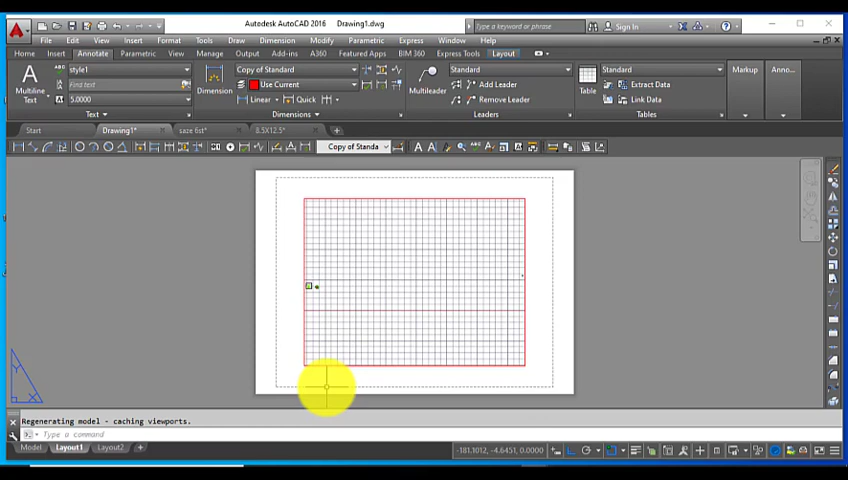 Autodesk AutoCAD 2016 Drawing1.dwg
Type a keyword or phrase
Sign In
File Edit View Insert Format Tools Draw Dimension Modify Parametric Window Help
Home Insert Annotate Parametric View Manage Output Add-ins A360 Featured Apps BIM 360 Express Tools Layout
Multiline
Text
style1
Find text
5.0000
Text
Dimension
Copy of Standard
Use Current
Linear Quick
Dimensions
Multileader
Standard
Add Leader
Remove Leader
Leaders
Table
Standard
Extract Data
Link Data
Tables
Markup
Anno...
Start Drawing1* saze 6st* 8.5X12.5*
Copy of Standa
Y
X
Regenerating model - caching viewports.
Type a command
Model Layout1 Layout2
-181.1012, -4.6451, 0.0000